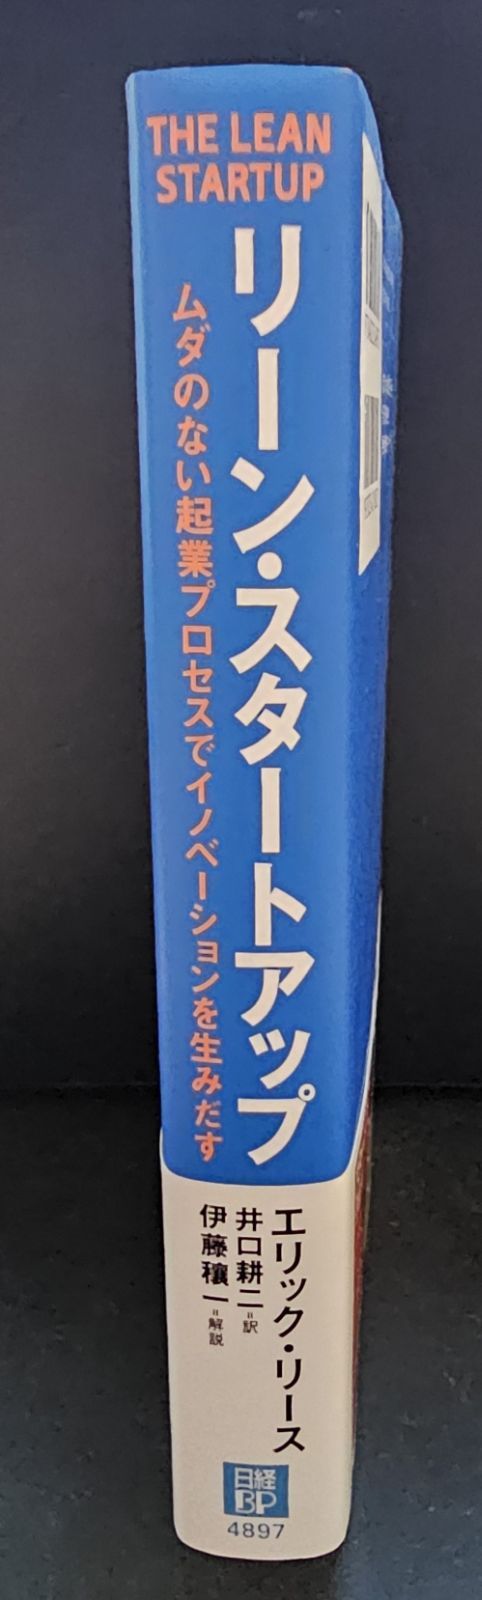 THE LEAN
STARTUP
リーン・スタートアップ
ムダのない起業プロセスでイノベーションを生みだす
エリック・リース
井口耕二=訳
伊藤穰一=解説
日経
BP
4897